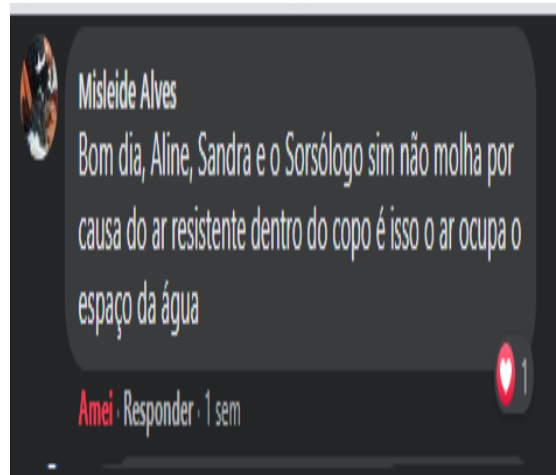 Misleide Alves
Bom dia, Aline, Sandra e o Sorsólogo sim não molha por
causa do ar resistente dentro do copo é isso o ar ocupa o
espaço da água
1
Amei · Responder · 1 sem